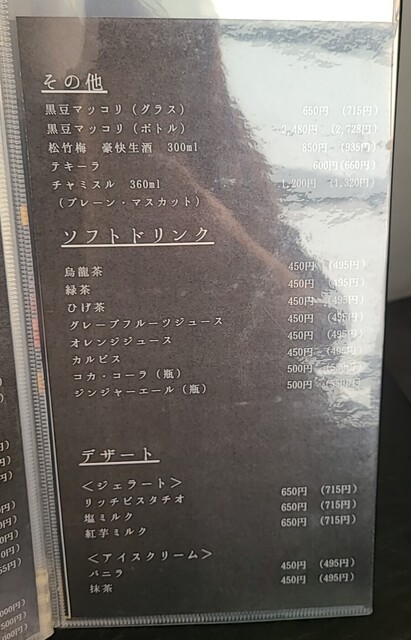 その他
黒豆マッコリ（グラス） 650円 （715円）
黒豆マッコリ（ボトル） 2,480円 （2,728円）
松竹梅 豪快生酒 300ml 850円 （935円）
テキーラ 600円（660円）
チャミスル 360ml 1,200円 （1,320円）
（プレーン・マスカット）
ソフトドリンク
烏龍茶 450円 （495円）
緑茶 450円 （495円）
ひげ茶 450円 （495円）
グレープフルーツジュース 450円 （495円）
オレンジジュース 450円 （495円）
カルピス 450円 （495円）
コカ・コーラ（瓶） 500円
ジンジャーエール（瓶） 500円
デザート
＜ジェラート＞
リッチピスタチオ 650円 （715円）
塩ミルク 650円 （715円）
紅芋ミルク 650円 （715円）
＜アイスクリーム＞
バニラ 450円 （495円）
抹茶 450円 （495円）